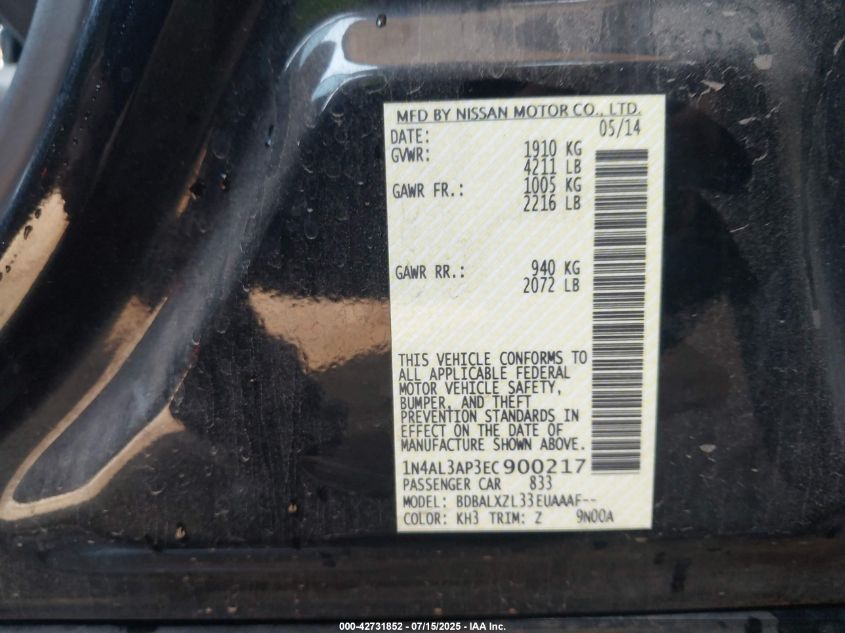 MFD BY NISSAN MOTOR CO., LTD.
DATE: 05/14
GVWR: 1910 KG
4211 LB
GAWR FR.: 1005 KG
2216 LB
GAWR RR.: 940 KG
2072 LB
THIS VEHICLE CONFORMS TO
ALL APPLICABLE FEDERAL
MOTOR VEHICLE SAFETY,
BUMPER, AND THEFT
PREVENTION STANDARDS IN
EFFECT ON THE DATE OF
MANUFACTURE SHOWN ABOVE.
1N4AL3AP3EC900217
PASSENGER CAR 833
MODEL: BDBALXZL33EUAAAF--
COLOR: KH3 TRIM: Z 9N00A
000-42731852 - 07/15/2025 - IAA Inc.